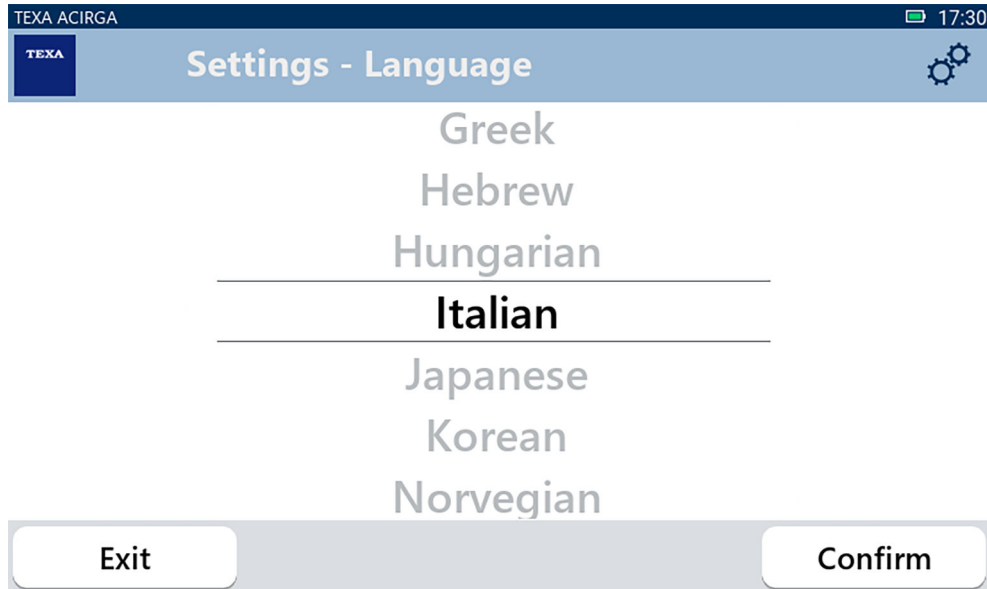 TEXA ACIRGA 17:30
TEXA Settings - Language
Greek
Hebrew
Hungarian
Italian
Japanese
Korean
Norvegian
Exit Confirm